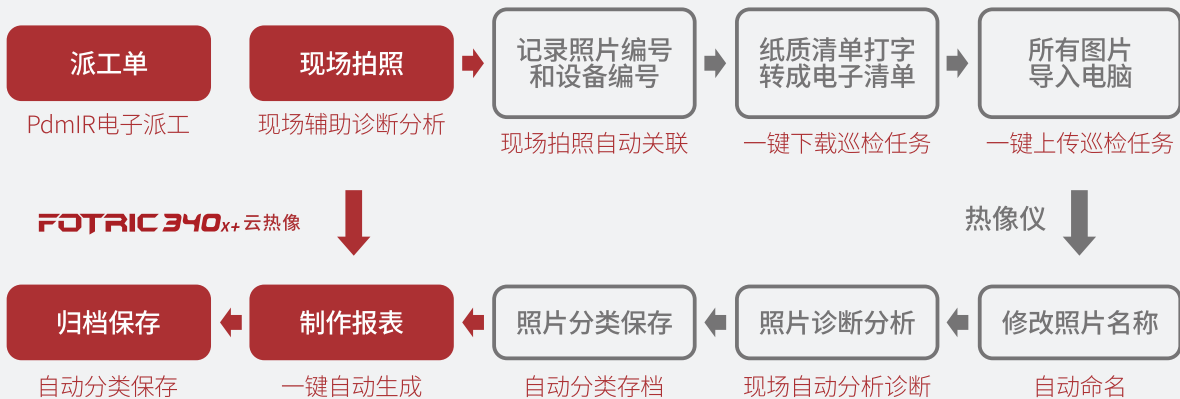 派工单
现场拍照
记录照片编号
和设备编号
纸质清单打字
转成电子清单
所有图片
导入电脑
PdmIR电子派工
现场辅助诊断分析
现场拍照自动关联
一键下载巡检任务
一键上传巡检任务
FOTRIC 340x+云热像
热像仪
归档保存
制作报表
照片分类保存
照片诊断分析
修改照片名称
自动分类保存
一键自动生成
自动分类存档
现场自动分析诊断
自动命名